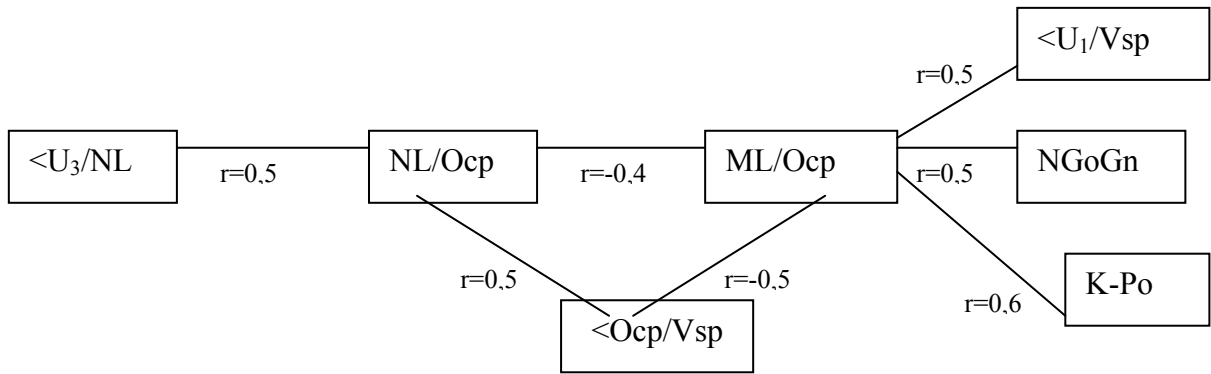 <U₁/Vsp
r=0,5
<U₃/NL
r=0,5
NL/Ocp
r=-0,4
ML/Ocp
r=0,5
NGoGn
r=0,5
r=-0,5
r=0,6
K-Po
<Ocp/Vsp